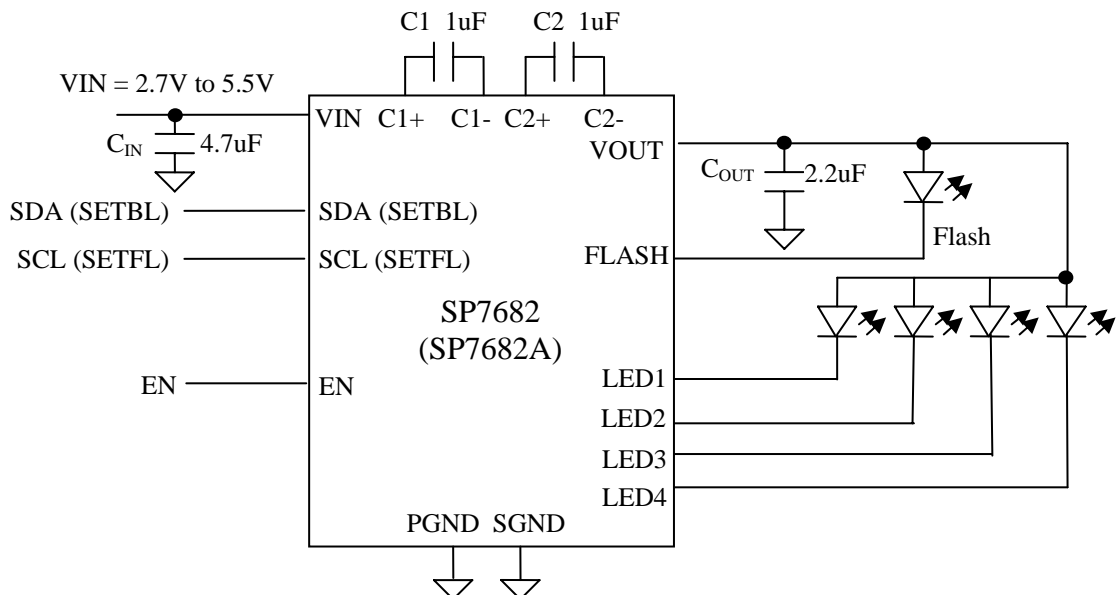 C1 1uF C2 1uF
VIN = 2.7V to 5.5V
VIN C1+ C1- C2+ C2-
CIN 4.7uF
VOUT
COUT 2.2uF
SDA (SETBL) SDA (SETBL)
Flash
SCL (SETFL) SCL (SETFL) FLASH
SP7682
(SP7682A)
EN EN
LED1
LED2
LED3
LED4
PGND SGND